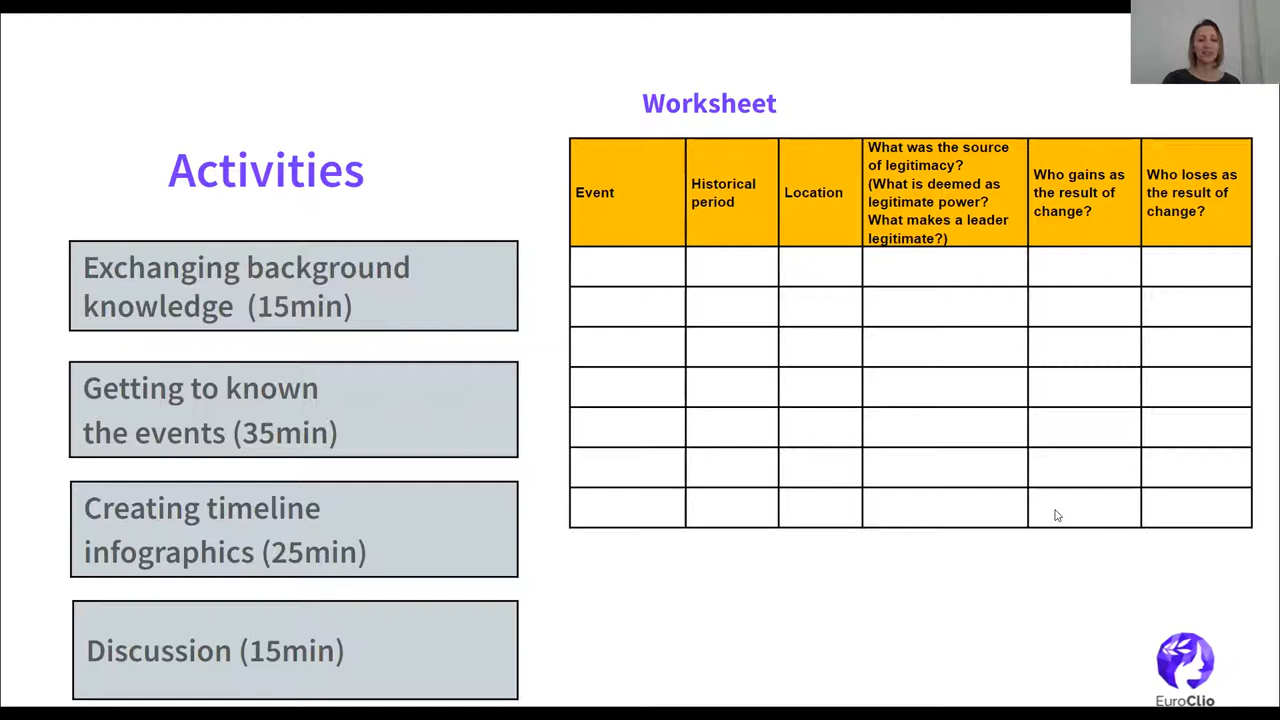 Worksheet
Activities
Exchanging background
knowledge (15min)
Getting to known
the events (35min)
Creating timeline
infographics (25min)
Discussion (15min)
Event
Historical
period
Location
What was the source
of legitimacy?
(What is deemed as
legitimate power?
What makes a leader
legitimate?)
Who gains as
the result of
change?
Who loses as
the result of
change?
EuroClio